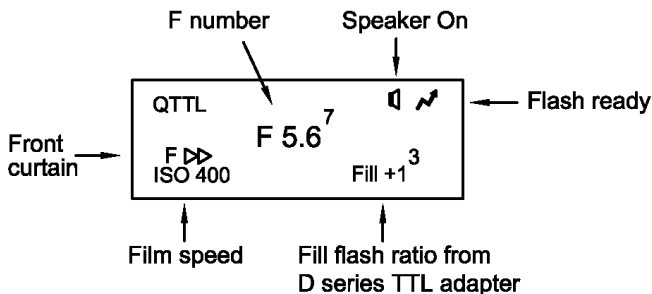 F number
Speaker On
QTTL
F 5.6 7
Flash ready
Front
curtain
F
ISO 400
Fill +1 3
Film speed
Fill flash ratio from
D series TTL adapter